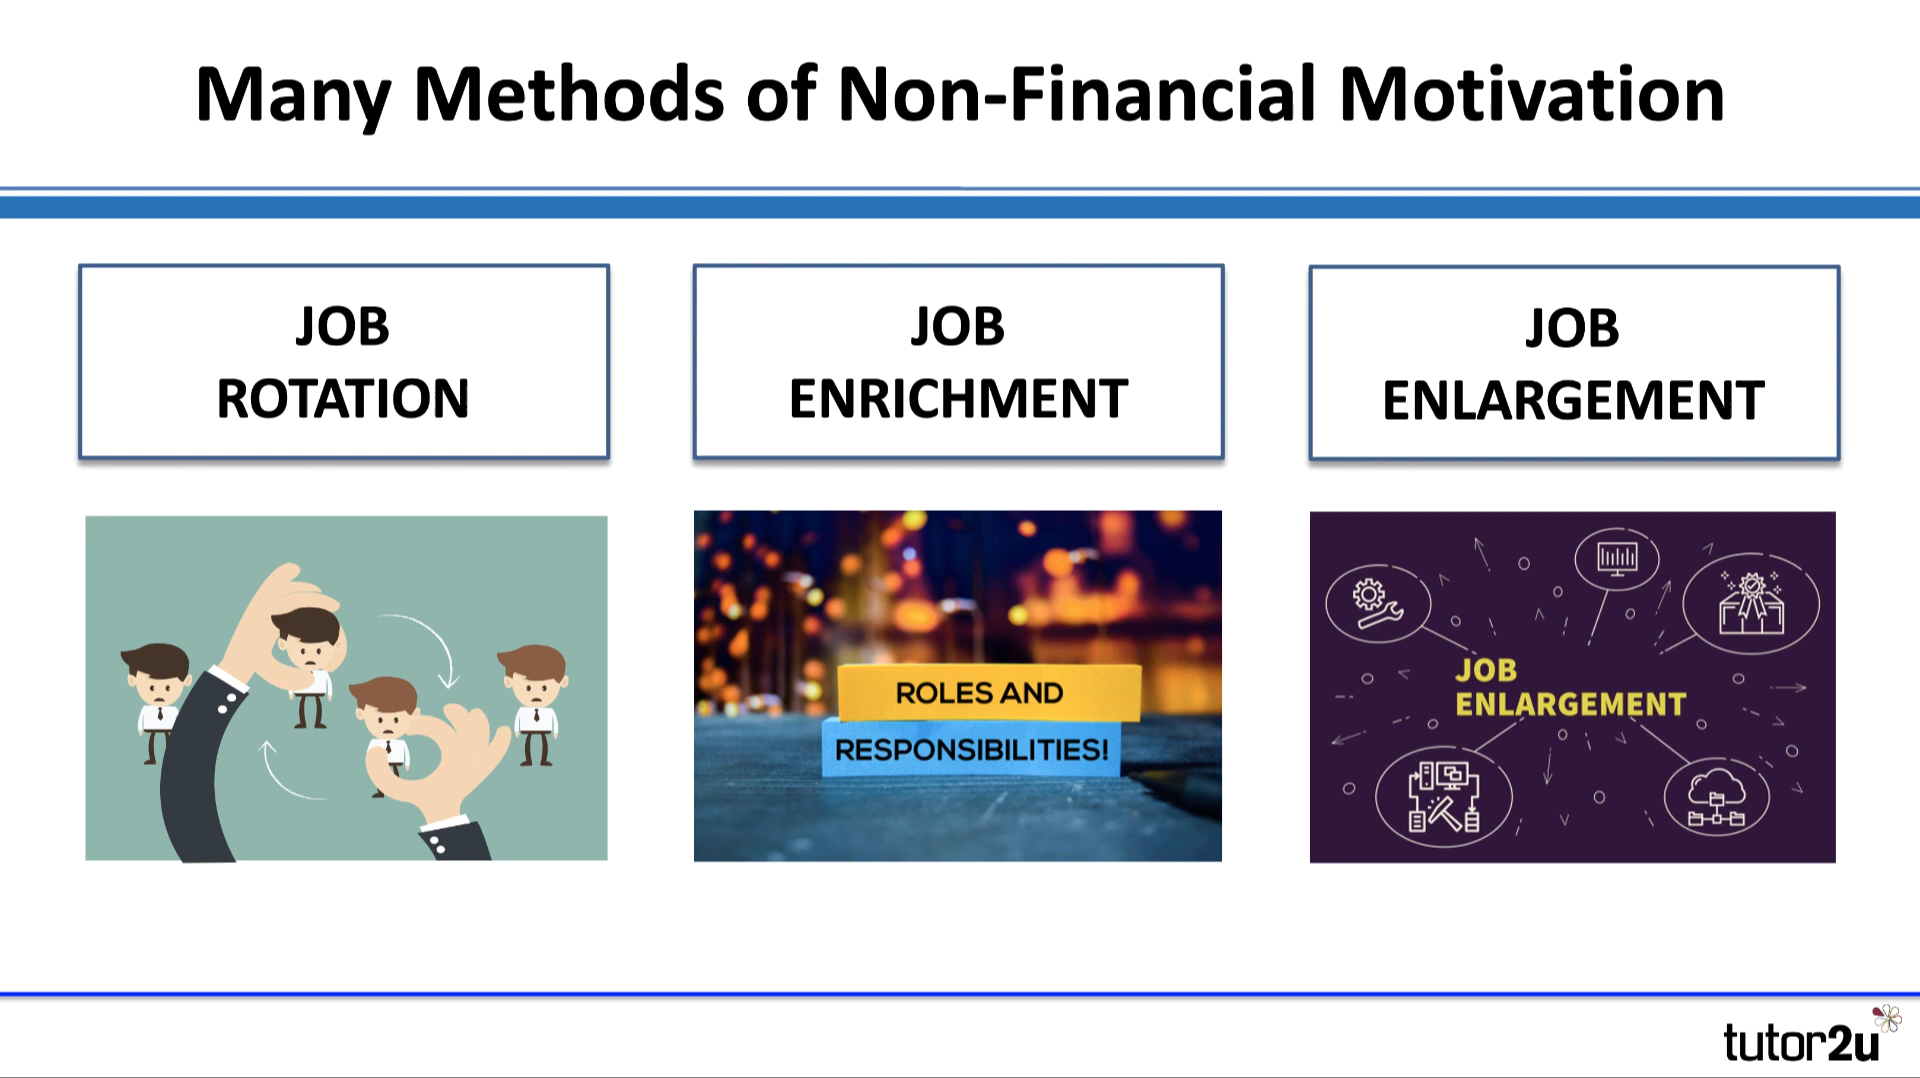 Many Methods of Non-Financial Motivation
JOB
ROTATION
JOB
ENRICHMENT
JOB
ENLARGEMENT
ROLES AND
RESPONSIBILITIES!
JOB
ENLARGEMENT
tutor2u